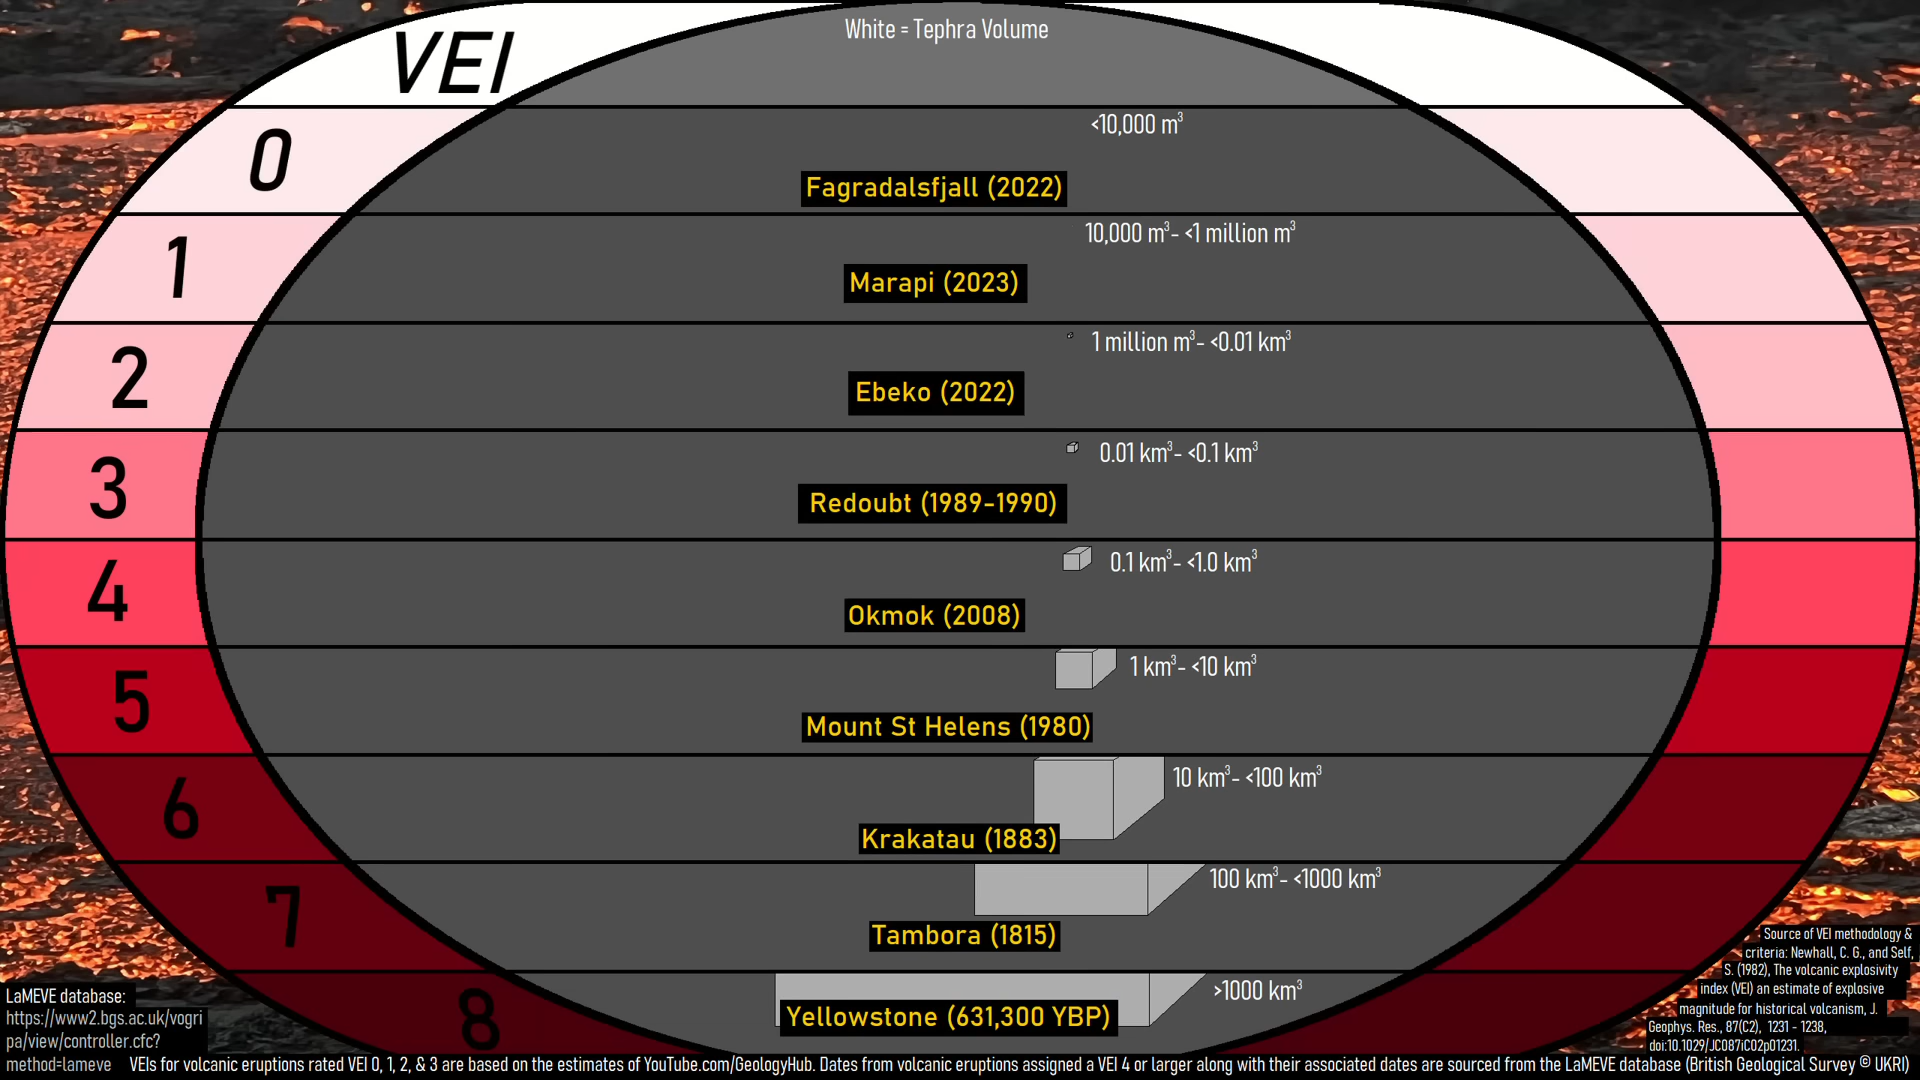 VEI
White = Tephra Volume
0
<10,000 m³
Fagradalsfjall (2022)
1
10,000 m³- <1 million m³
Marapi (2023)
2
1 million m³- <0.01 km³
Ebeko (2022)
3
0.01 km³- <0.1 km³
Redoubt (1989-1990)
4
0.1 km³- <1.0 km³
Okmok (2008)
5
1 km³- <10 km³
Mount St Helens (1980)
6
10 km³- <100 km³
Krakatau (1883)
7
100 km³- <1000 km³
Tambora (1815)
8
>1000 km³
Yellowstone (631,300 YBP)
LaMEVE database:
https://www2.bgs.ac.uk/vogri
pa/view/controller.cfc?
method=lameve
Source of VEI methodology &
criteria: Newhall, C. G., and Self,
S. (1982), The volcanic explosivity
index (VEI) an estimate of explosive
magnitude for historical volcanism, J.
Geophys. Res., 87(C2), 1231 - 1238,
doi:10.1029/JC087iC02p01231.
VEIs for volcanic eruptions rated VEI 0, 1, 2, & 3 are based on the estimates of YouTube.com/GeologyHub. Dates from volcanic eruptions assigned a VEI 4 or larger along with their associated dates are sourced from the LaMEVE database (British Geological Survey © UKRI)